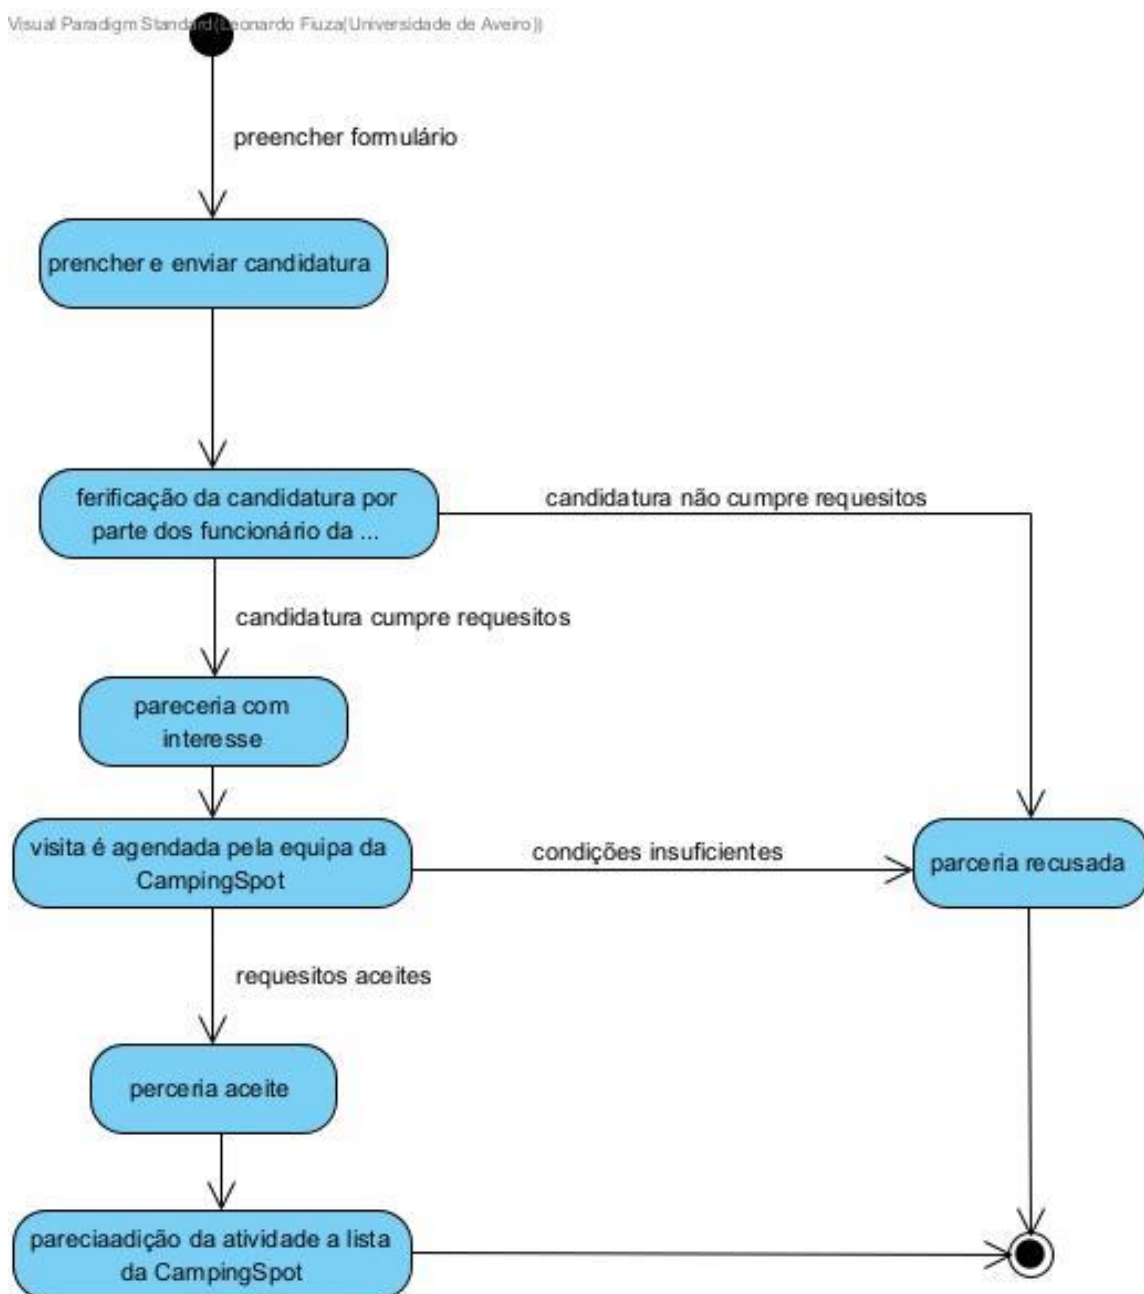 Visual Paradigm Standard(Leonardo Fiuza(Universidade de Aveiro))
preencher formulário
prencher e enviar candidatura
ferificação da candidatura por
parte dos funcionário da ...
candidatura não cumpre requesitos
candidatura cumpre requesitos
pareceria com
interesse
visita é agendada pela equipa da
CampingSpot
condições insuficientes
parceria recusada
requesitos aceites
perceria aceite
pareciaadição da atividade a lista
da CampingSpot